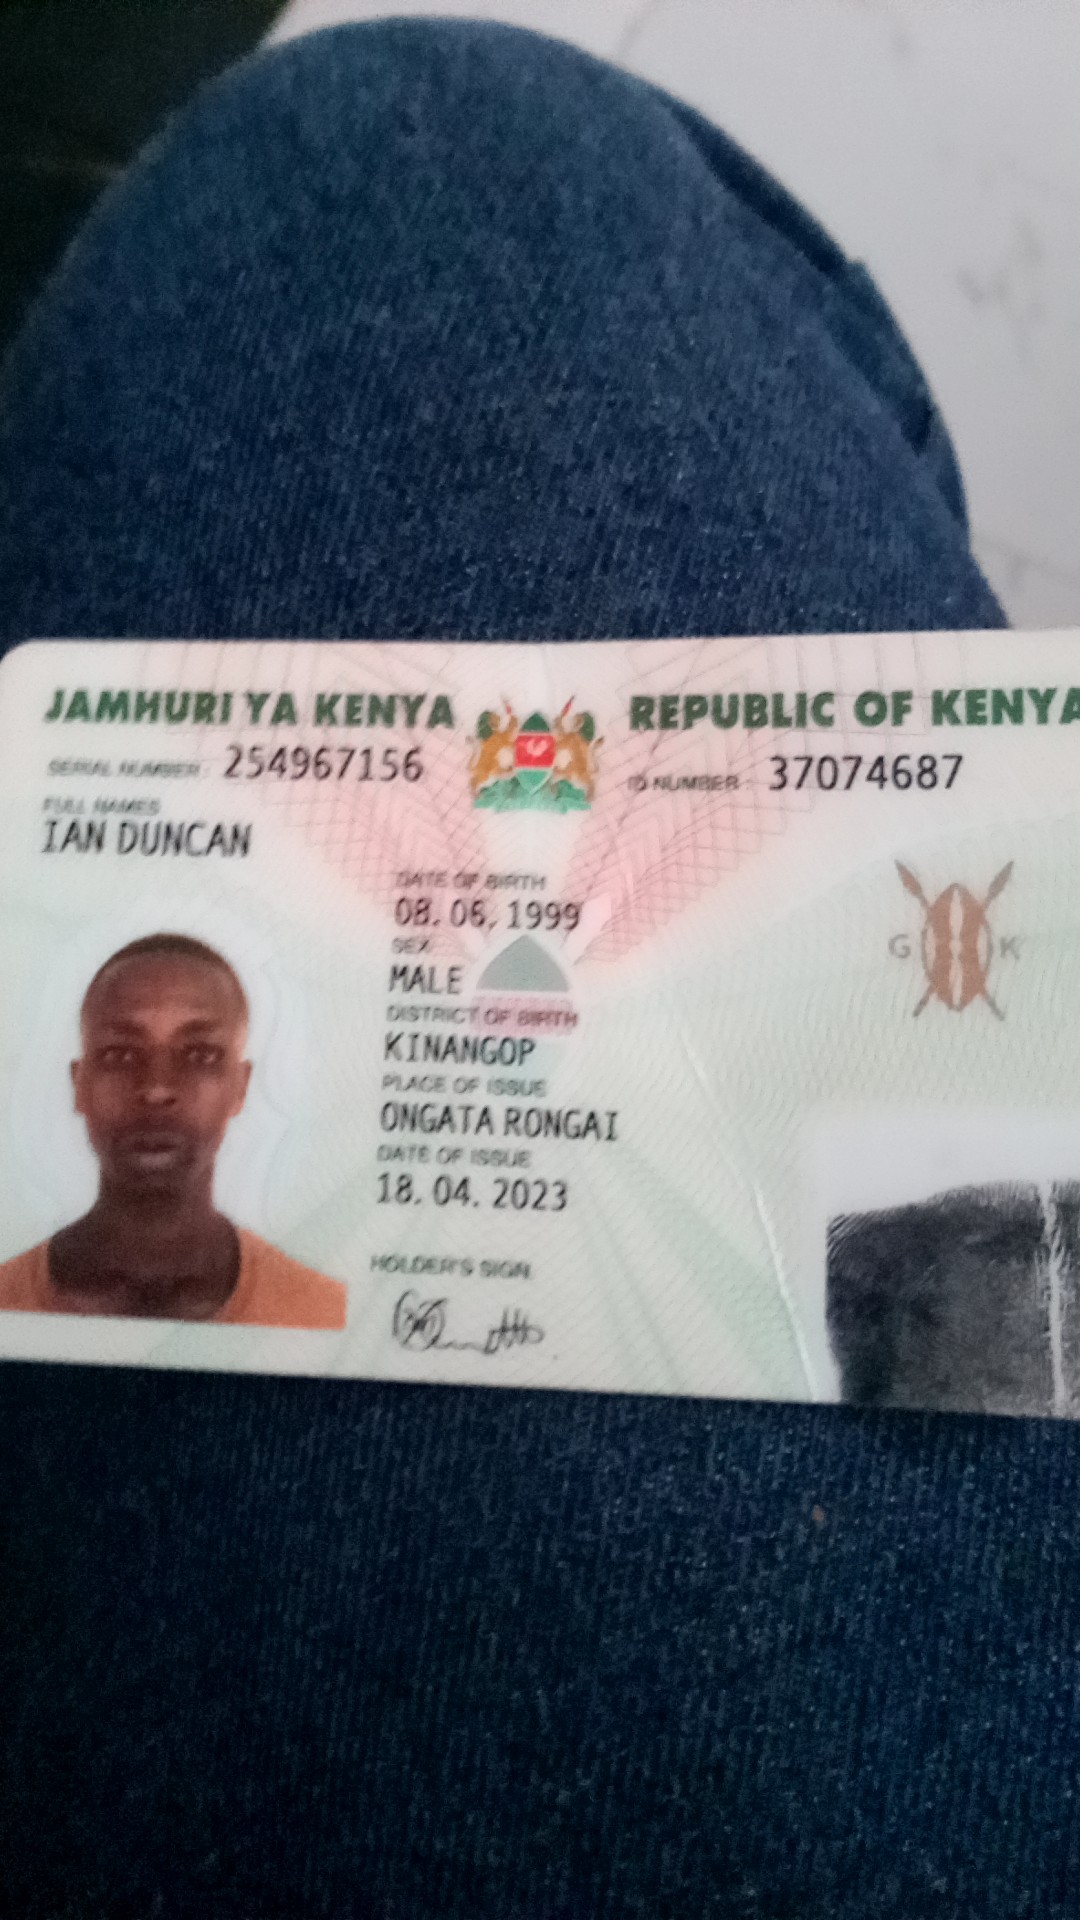 JAMHURI YA KENYA
REPUBLIC OF KENYA
SERIAL NUMBER: 254967156
ID NUMBER: 37074687
FULL NAMES
IAN DUNCAN
DATE OF BIRTH
08. 06. 1999
SEX
MALE
DISTRICT OF BIRTH
KINANGOP
PLACE OF ISSUE
ONGATA RONGAI
DATE OF ISSUE
18. 04. 2023
HOLDER'S SIGN.
G K